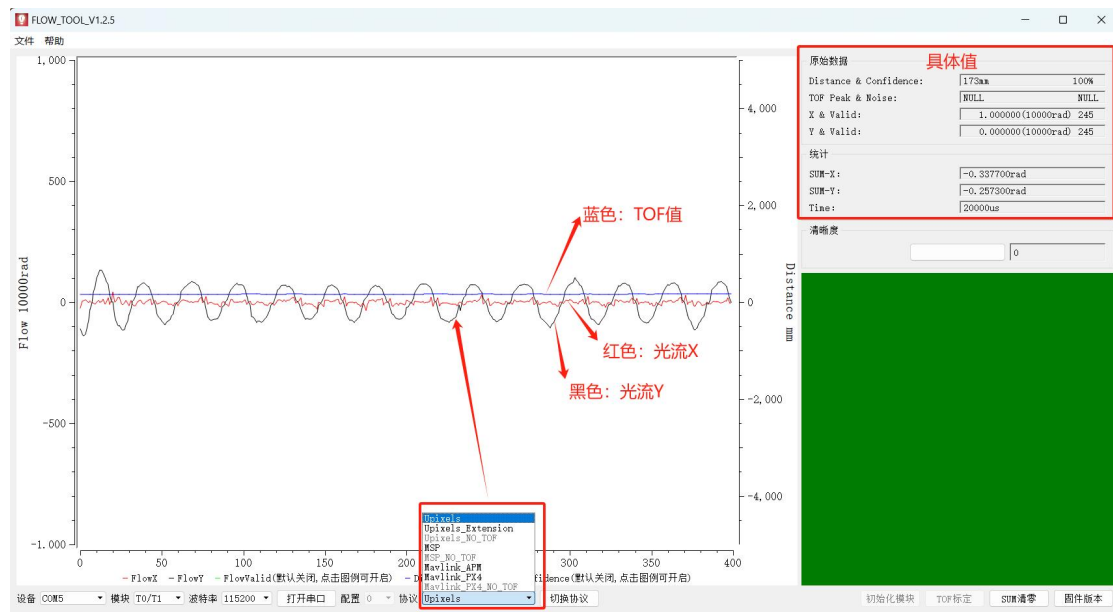 FLOW_TOOL_V1.2.5
文件 帮助
1,000
500
0
-500
-1.000
Flow 10000rad
4,000
2,000
0
-2,000
-4,000
Distance mm
0 50 100 150 200 300 350 400
蓝色：TOF值
红色：光流X
黑色：光流Y
原始数据
具体值
Distance & Confidence: 173mm 100%
TOF Peak & Noise: NULL NULL
X & Valid: 1.000000(10000rad) 245
Y & Valid: 0.000000(10000rad) 245
统计
SUM-X: -0.337700rad
SUM-Y: -0.257300rad
Time: 20000us
清晰度
0
Upixels
Upixels_Extension
Upixels_NO_TOF
MSP
MSP_NO_TOF
Mavlink_APM
Mavlink_PX4
Mavlink_PX4_NO_TOF
FlowX FlowY FlowValid(默认关闭,点击图例可开启) fidence(默认关闭,点击图例可开启)
设备 COM5 模块 T0/T1 波特率 115200 打开串口 配置 0 协议 Upixels 切换协议 初始化模块 TOF标定 SUM清零 固件版本